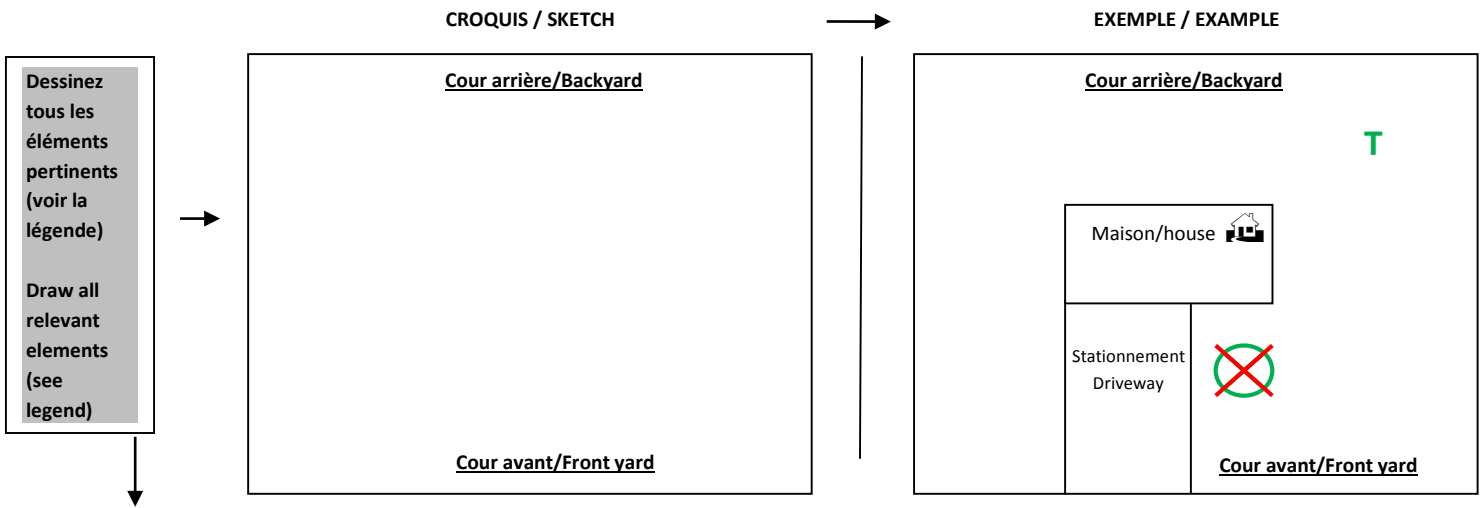 CROQUIS / SKETCH
EXEMPLE / EXAMPLE
Dessinez
tous les
éléments
pertinents
(voir la
légende)
Draw all
relevant
elements
(see
legend)
Cour arrière/Backyard
Cour avant/Front yard
Cour arrière/Backyard
T
Maison/house
Stationnement
Driveway
Cour avant/Front yard